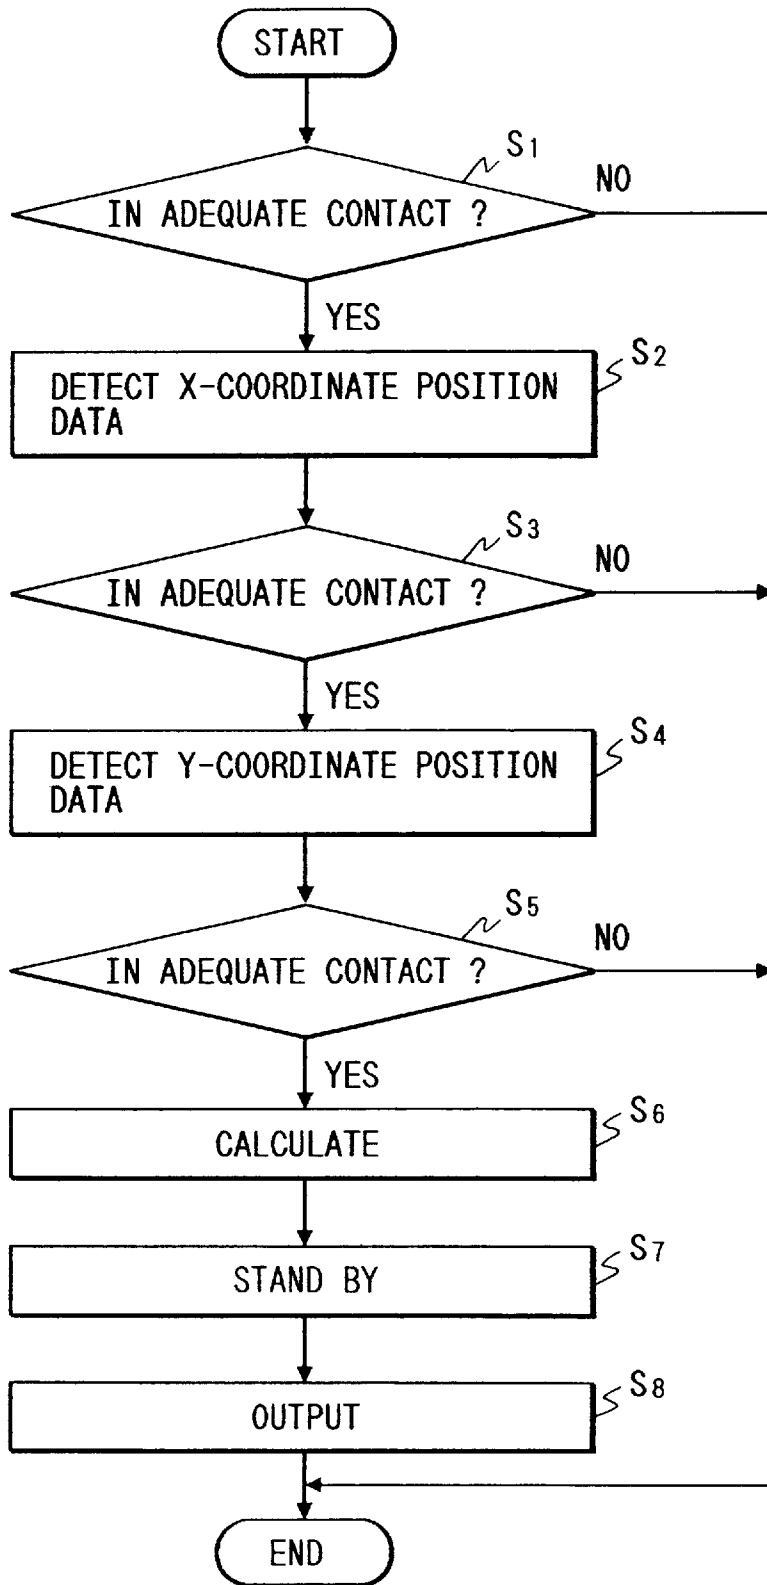 START
S1
NO
IN ADEQUATE CONTACT ?
YES
S2
DETECT X-COORDINATE POSITION
DATA
S3
NO
IN ADEQUATE CONTACT ?
YES
S4
DETECT Y-COORDINATE POSITION
DATA
S5
NO
IN ADEQUATE CONTACT ?
YES
S6
CALCULATE
S7
STAND BY
S8
OUTPUT
END